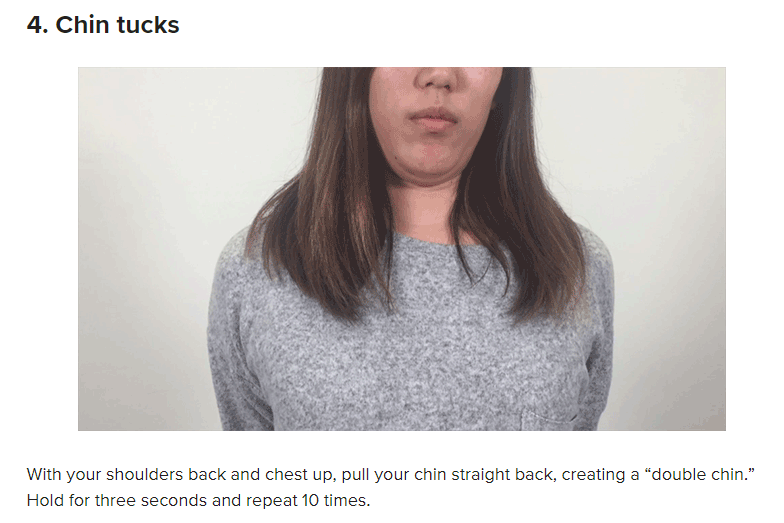 4. Chin tucks
With your shoulders back and chest up, pull your chin straight back, creating a “double chin.”
Hold for three seconds and repeat 10 times.